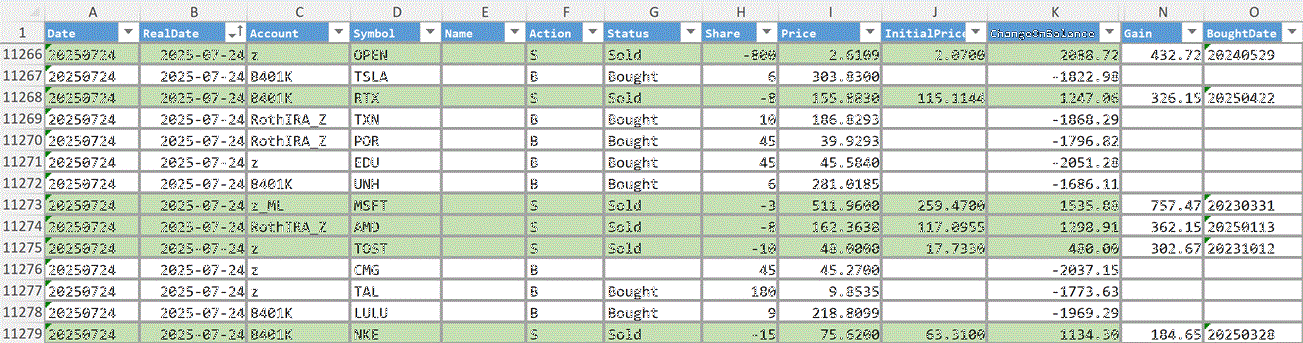 A B C D E F G H I J K N O
1 Date RealDate Account Symbol Name Action Status Share Price InitialPrice ChangeOnBalance Gain BoughtDate
11266 20250724 2025-07-24 z OPEN S Sold -800 2.6109 2.0700 2088.72 432.72 20240529
11267 20250724 2025-07-24 8401K TSLA B Bought 6 303.8300 -1822.98
11268 20250724 2025-07-24 8401K RTX S Sold -8 155.8830 115.1144 1247.06 326.15 20250422
11269 20250724 2025-07-24 RothIRA_Z TXN B Bought 10 186.8293 -1868.29
11270 20250724 2025-07-24 RothIRA_Z POR B Bought 45 39.9293 -1796.82
11271 20250724 2025-07-24 z EDU B Bought 45 45.5840 -2051.28
11272 20250724 2025-07-24 8401K UNH B Bought 6 281.0185 -1686.11
11273 20250724 2025-07-24 z_ML MSFT S Sold -3 511.9600 259.4700 1535.88 757.47 20230331
11274 20250724 2025-07-24 RothIRA_Z AMD S Sold -8 162.3638 117.0955 1298.91 362.15 20250113
11275 20250724 2025-07-24 z TOST S Sold -10 48.0000 17.7330 480.00 302.67 20231012
11276 20250724 2025-07-24 z CMG B 45 45.2700 -2037.15
11277 20250724 2025-07-24 z TAL B Bought 180 9.8535 -1773.63
11278 20250724 2025-07-24 8401K LULU B Bought 9 218.8099 -1969.29
11279 20250724 2025-07-24 8401K NKE S Sold -15 75.6200 63.3100 1134.30 184.65 20250328